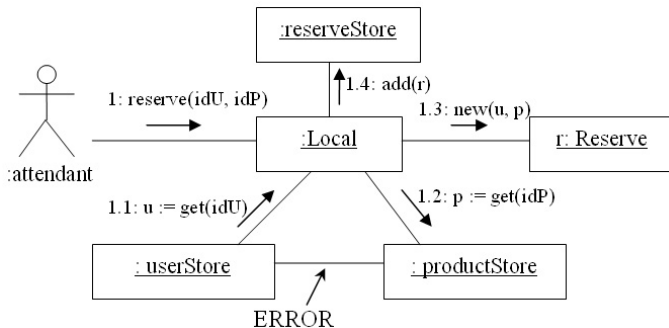 :reserveStore
1.4: add(r)
1: reserve(idU, idP)
1.3: new(u, p)
:Local
r: Reserve
:attendant
1.1: u := get(idU)
1.2: p := get(idP)
: userStore
: productStore
ERROR